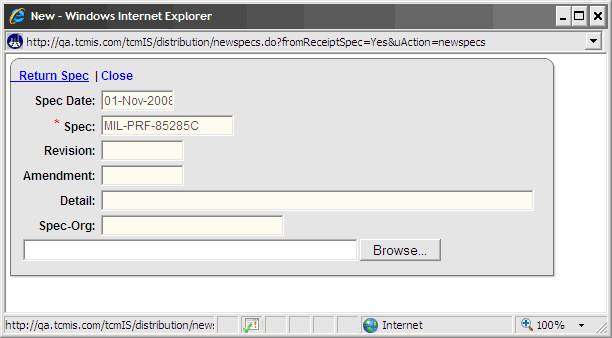 New - Windows Internet Explorer
http://qa.tcmis.com/tcmIS/distribution/newspecs.do?fromReceiptSpec=Yes&uAction=newspecs
Return Spec | Close
Spec Date: 01-Nov-2008
* Spec: MIL-PRF-85285C
Revision:
Amendment:
Detail:
Spec-Org:
Browse...
http://qa.tcmis.com/tcmIS/distribution/news Internet 100%